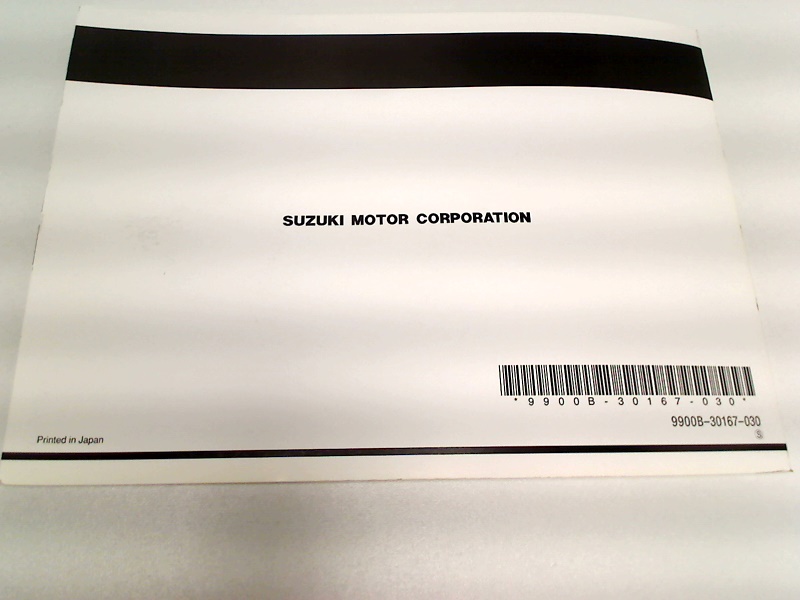 SUZUKI MOTOR CORPORATION
*9900B-30167-030*
9900B-30167-030
Printed in Japan